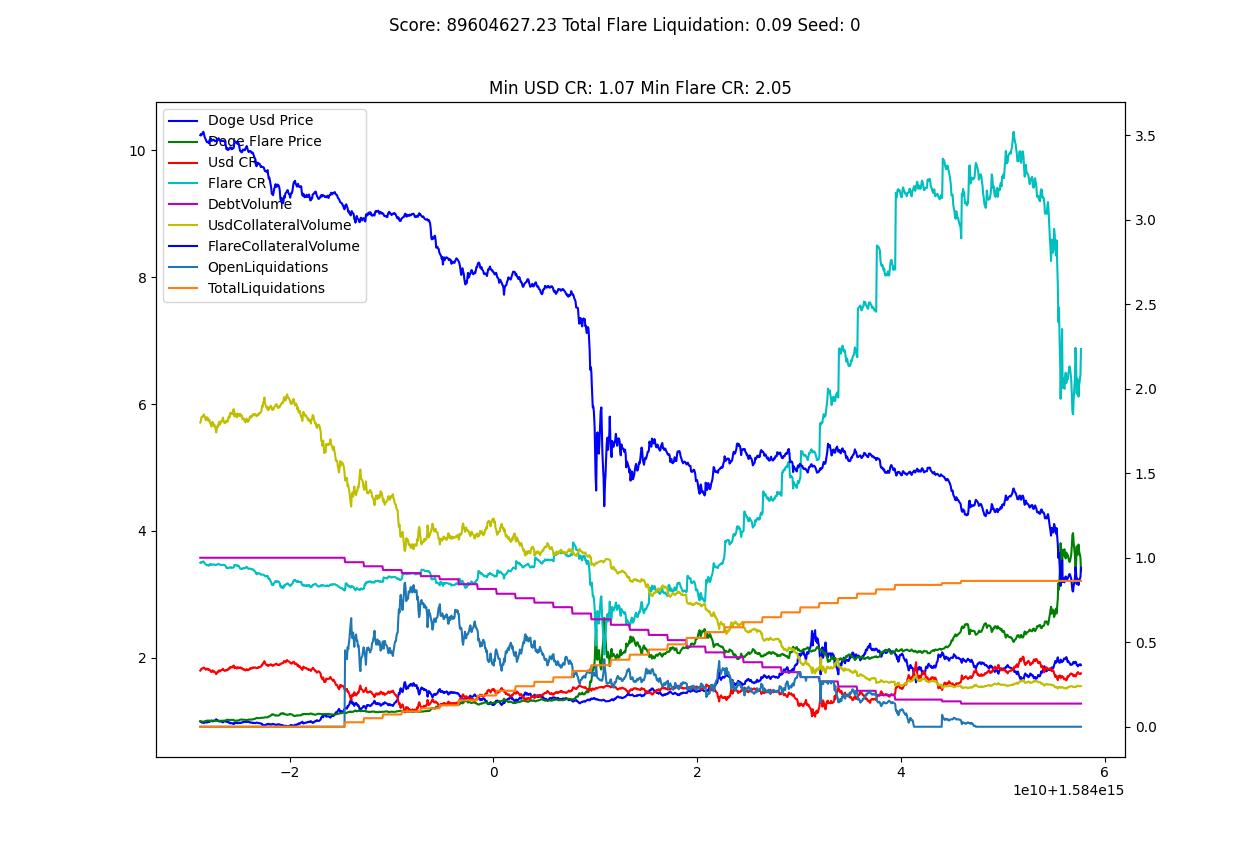 Score: 89604627.23 Total Flare Liquidation: 0.09 Seed: 0
Min USD CR: 1.07 Min Flare CR: 2.05
Doge Usd Price
Doge Flare Price
Usd CR
Flare CR
DebtVolume
UsdCollateralVolume
FlareCollateralVolume
OpenLiquidations
TotalLiquidations
10
8
6
4
2
3.5
3.0
2.5
2.0
1.5
1.0
0.5
0.0
−2
0
2
4
6
1e10+1.584e15